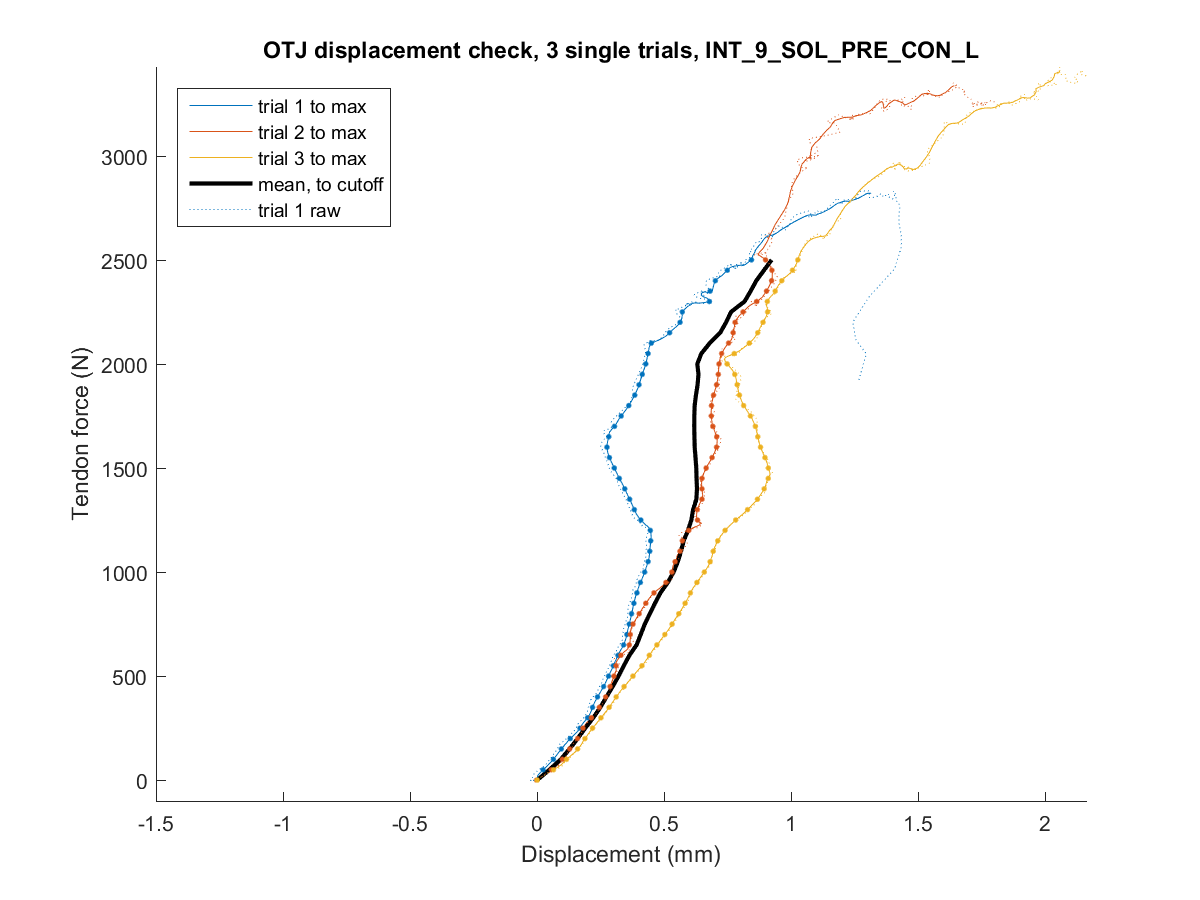 OTJ displacement check, 3 single trials, INT_9_SOL_PRE_CON_L
trial 1 to max
trial 2 to max
trial 3 to max
mean, to cutoff
trial 1 raw
Tendon force (N)
3000
2500
2000
1500
1000
500
0
-1.5 -1 -0.5 0 0.5 1 1.5 2
Displacement (mm)